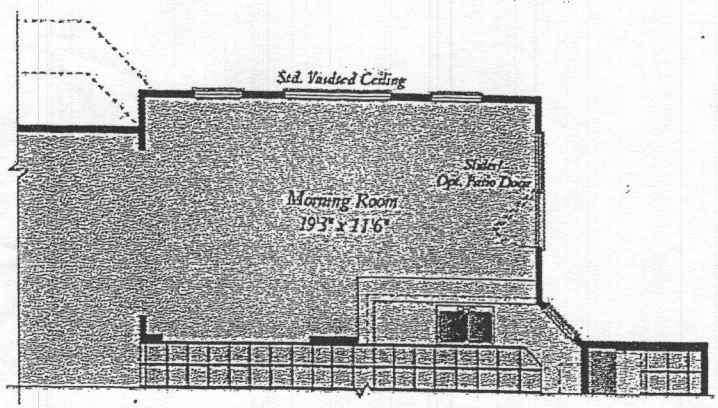 Std. Vaulted Ceiling
Slider/
Opt. Patio Door
Morning Room
19'3" x 11'6"